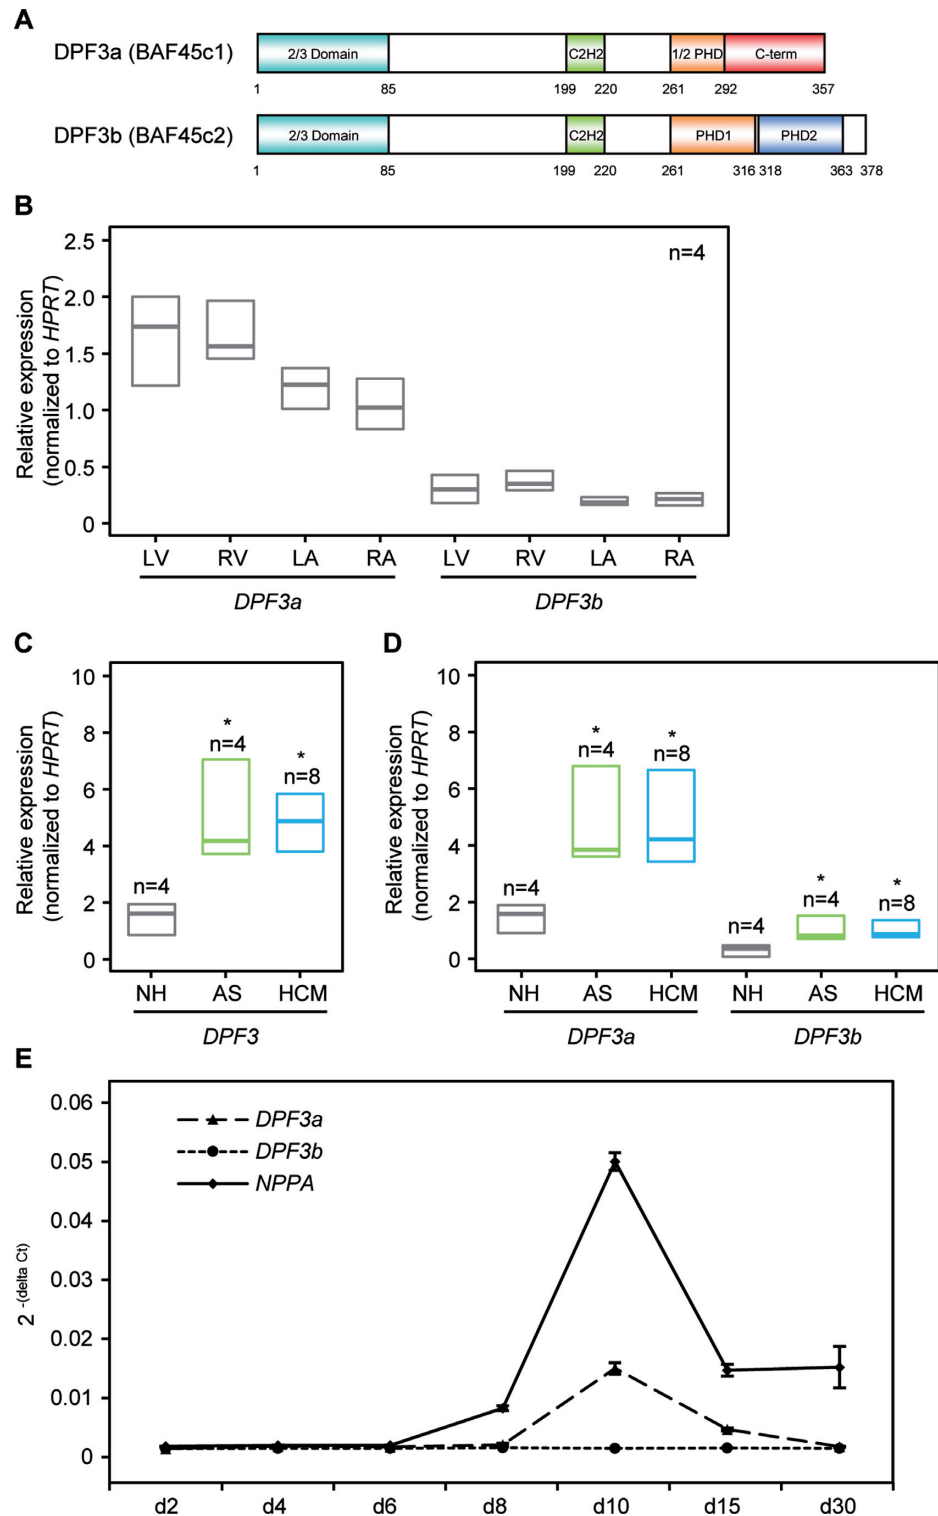 A
DPF3a (BAF45c1)
2/3 Domain
C2H2
1/2 PHD
C-term
1 85 199 220 261 292 357
DPF3b (BAF45c2)
2/3 Domain
C2H2
PHD1
PHD2
1 85 199 220 261 316 318 363 378
B
Relative expression
(normalized to HPRT)
2.5
2.0
1.5
1.0
0.5
0
n=4
LV RV LA RA LV RV LA RA
DPF3a DPF3b
C
Relative expression
(normalized to HPRT)
10
8
6
4
2
0
n=4
*
n=4
*
n=8
NH AS HCM
DPF3
D
Relative expression
(normalized to HPRT)
10
8
6
4
2
0
n=4
*
n=4
*
n=8
n=4
*
n=4
*
n=8
NH AS HCM NH AS HCM
DPF3a DPF3b
E
2 -(delta Ct)
0.06
0.05
0.04
0.03
0.02
0.01
0
DPF3a
DPF3b
NPPA
d2 d4 d6 d8 d10 d15 d30